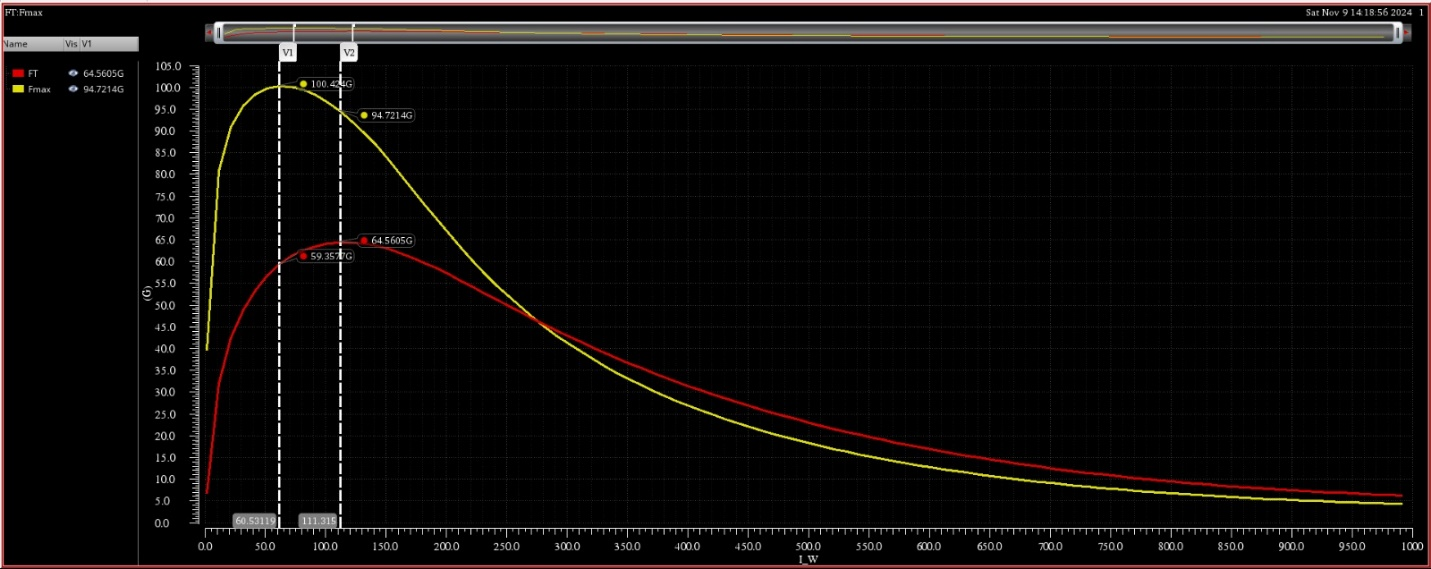 FT:Fmax
Sat Nov 9 14:18:56 2024 1
Name Vis V1
FT 64.5605G
Fmax 94.7214G
V1 V2
105.0
100.0
95.0
90.0
85.0
80.0
75.0
70.0
65.0
60.0
55.0
50.0
45.0
40.0
35.0
30.0
25.0
20.0
15.0
10.0
5.0
0.0
(G)
100.424G
94.7214G
64.5605G
59.3577G
60.53119 111.315
0.0 50.0 100.0 150.0 200.0 250.0 300.0 350.0 400.0 450.0 500.0 550.0 600.0 650.0 700.0 750.0 800.0 850.0 900.0 950.0 1000
I_W